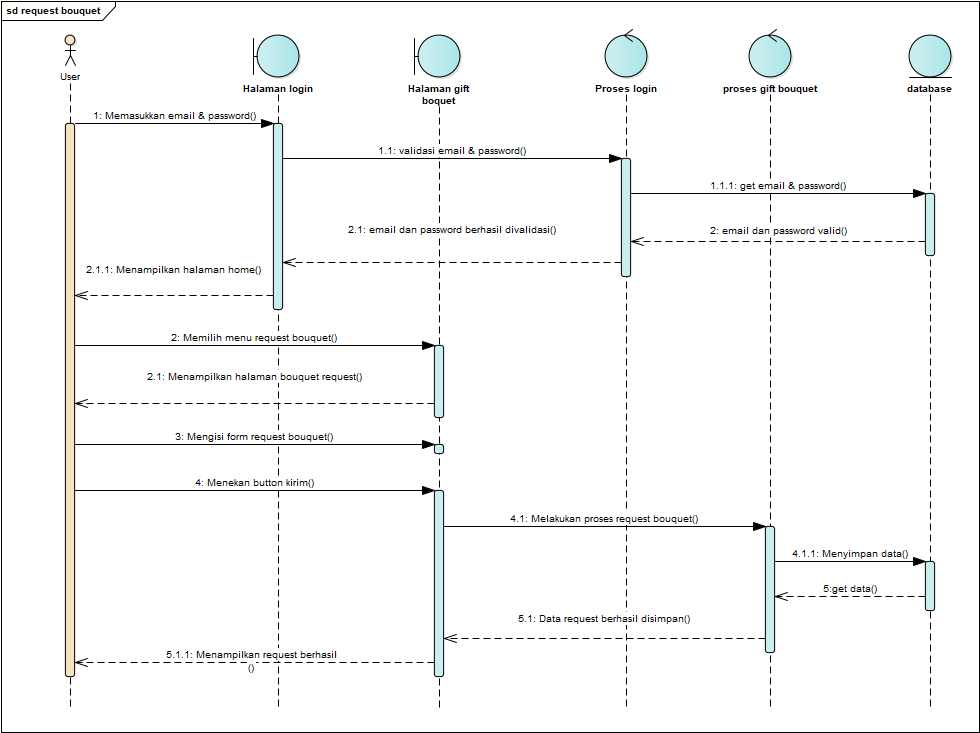 sd request bouquet
User
Halaman login
Halaman gift
boquet
Proses login
proses gift bouquet
database
1: Memasukkan email & password()
1.1: validasi email & password()
1.1.1: get email & password()
2.1: email dan password berhasil divalidasi()
2: email dan password valid()
2.1.1: Menampilkan halaman home()
2: Memilih menu request bouquet()
2.1: Menampilkan halaman bouquet request()
3: Mengisi form request bouquet()
4: Menekan button kirim()
4.1: Melakukan proses request bouquet()
4.1.1: Menyimpan data()
5:get data()
5.1: Data request berhasil disimpan()
5.1.1: Menampilkan request berhasil
()